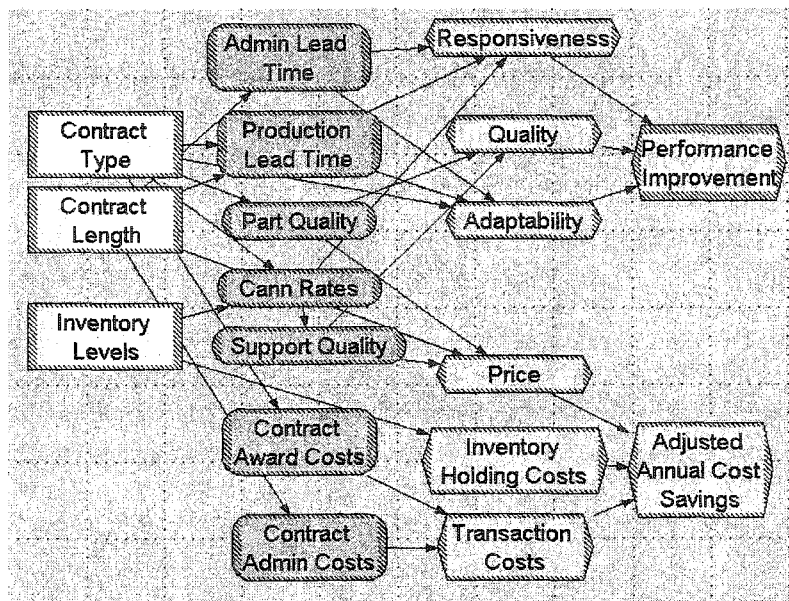 Admin Lead
Time
Responsiveness
Contract
Type
Production
Lead Time
Quality
Performance
Improvement
Contract
Length
Part Quality
Adaptability
Cann Rates
Inventory
Levels
Support Quality
Price
Contract
Award Costs
Inventory
Holding Costs
Adjusted
Annual Cost
Savings
Contract
Admin Costs
Transaction
Costs